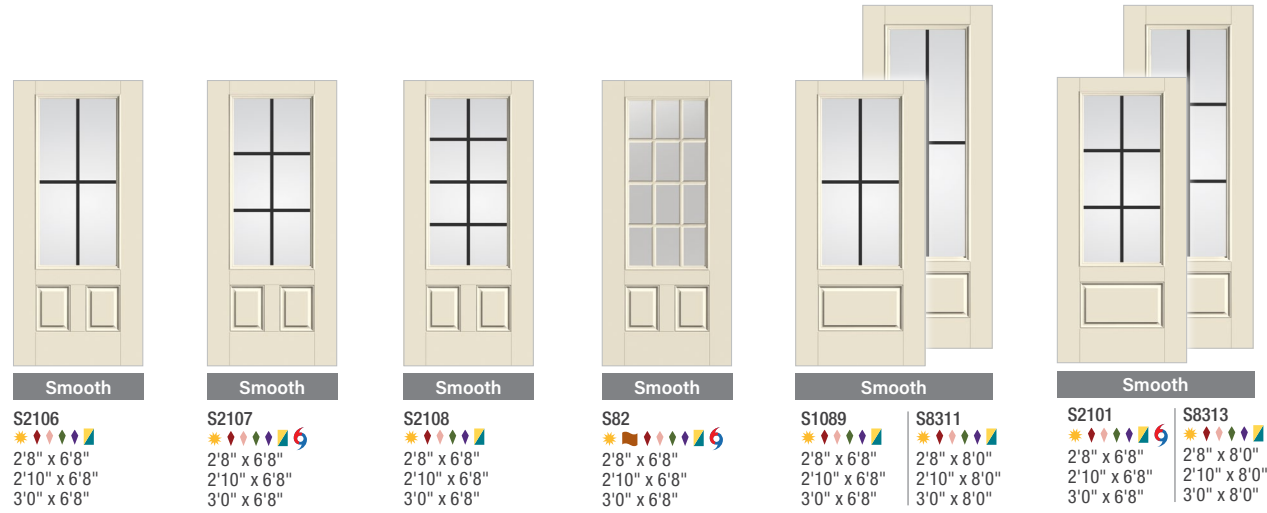 Smooth
S2106
2'8" x 6'8"
2'10" x 6'8"
3'0" x 6'8"
Smooth
S2107
2'8" x 6'8"
2'10" x 6'8"
3'0" x 6'8"
Smooth
S2108
2'8" x 6'8"
2'10" x 6'8"
3'0" x 6'8"
Smooth
S82
2'8" x 6'8"
2'10" x 6'8"
3'0" x 6'8"
Smooth
S1089
2'8" x 6'8"
2'10" x 6'8"
3'0" x 6'8"
S8311
2'8" x 8'0"
2'10" x 8'0"
3'0" x 8'0"
Smooth
S2101
2'8" x 6'8"
2'10" x 6'8"
3'0" x 6'8"
S8313
2'8" x 8'0"
2'10" x 8'0"
3'0" x 8'0"